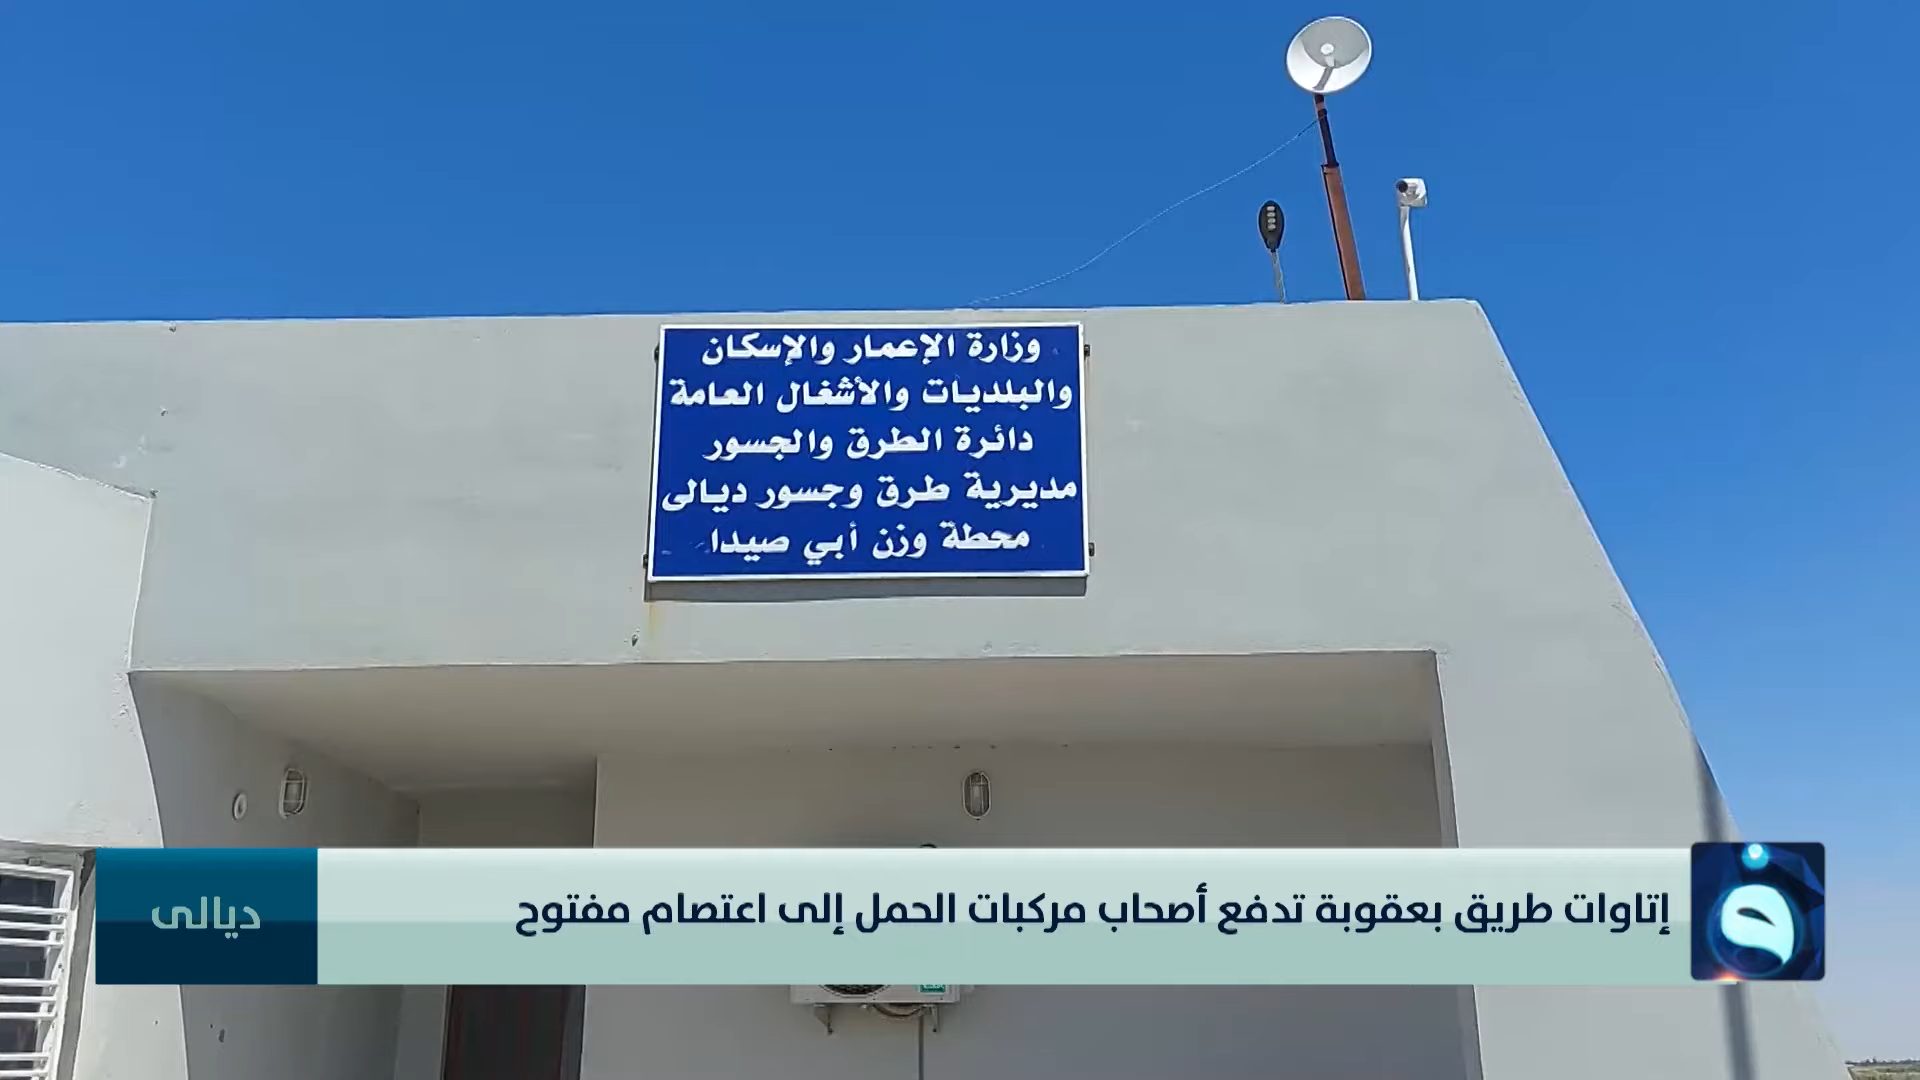 وزارة الإعمار والإسكان
والبلديات والأشغال العامة
دائرة الطرق والجسور
مديرية طرق وجسور ديالى
محطة وزن أبي صيدا
إتاوات طريق بعقوبة تدفع أصحاب مركبات الحمل إلى اعتصام مفتوح
ديالى